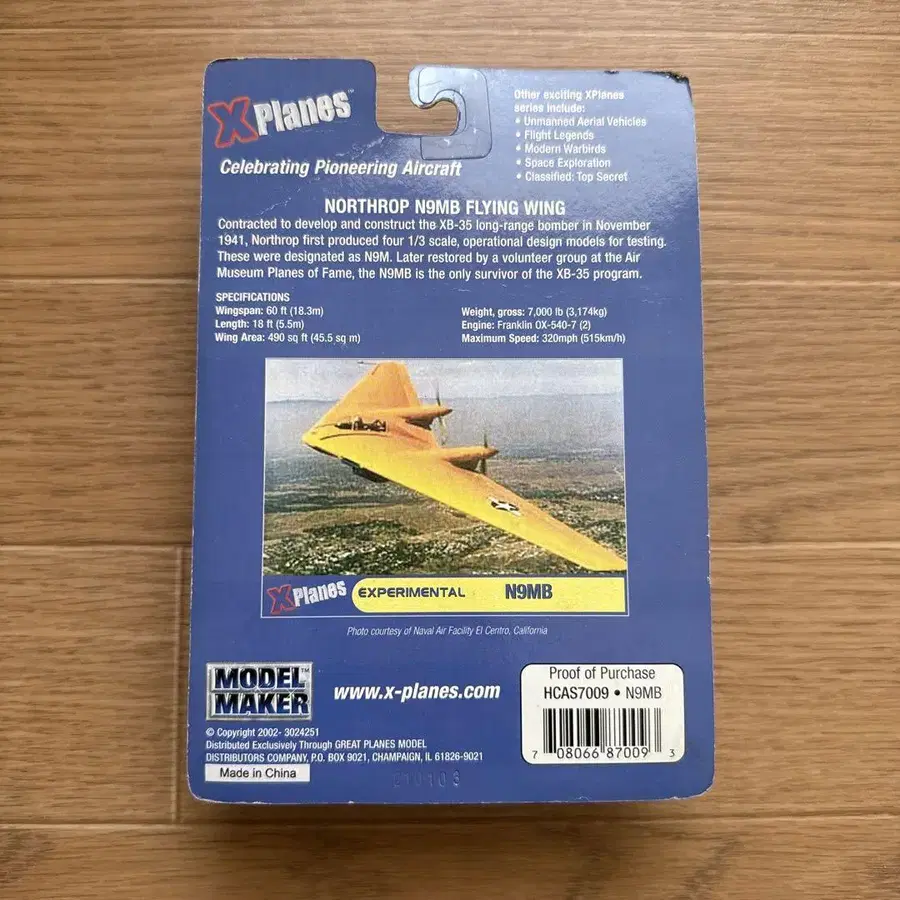 XPlanes™
Celebrating Pioneering Aircraft
Other exciting XPlanes
series include:
• Unmanned Aerial Vehicles
• Flight Legends
• Modern Warbirds
• Space Exploration
• Classified: Top Secret
NORTHROP N9MB FLYING WING
Contracted to develop and construct the XB-35 long-range bomber in November
1941, Northrop first produced four 1/3 scale, operational design models for testing.
These were designated as N9M. Later restored by a volunteer group at the Air
Museum Planes of Fame, the N9MB is the only survivor of the XB-35 program.
SPECIFICATIONS
Wingspan: 60 ft (18.3m)
Length: 18 ft (5.5m)
Wing Area: 490 sq ft (45.5 sq m)
Weight, gross: 7,000 lb (3,174kg)
Engine: Franklin OX-540-7 (2)
Maximum Speed: 320mph (515km/h)
XPlanes EXPERIMENTAL N9MB
Photo courtesy of Naval Air Facility El Centro, California
MODEL™
MAKER
www.x-planes.com
Proof of Purchase
HCAS7009 • N9MB
7 08066 87009 3
© Copyright 2002- 3024251
Distributed Exclusively Through GREAT PLANES MODEL
DISTRIBUTORS COMPANY, P.O. BOX 9021, CHAMPAIGN, IL 61826-9021
Made in China